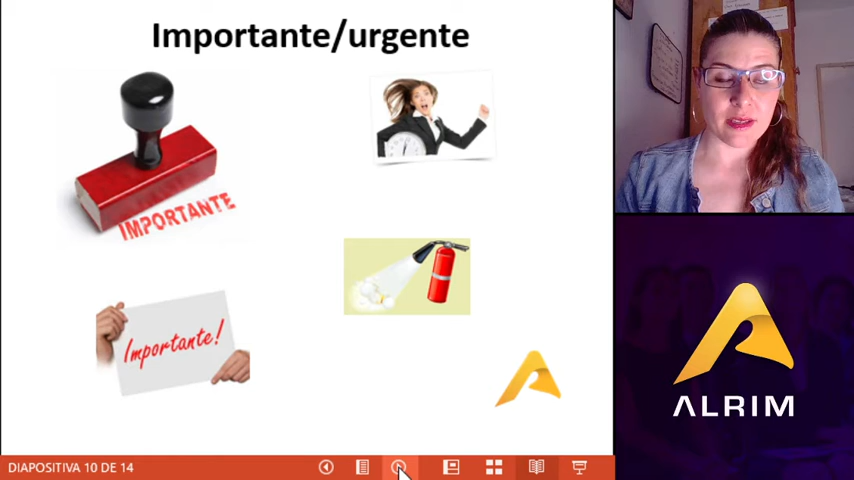 Importante/urgente
IMPORTANTE
Importante!
DIAPOSITIVA 10 DE 14
ALRIM